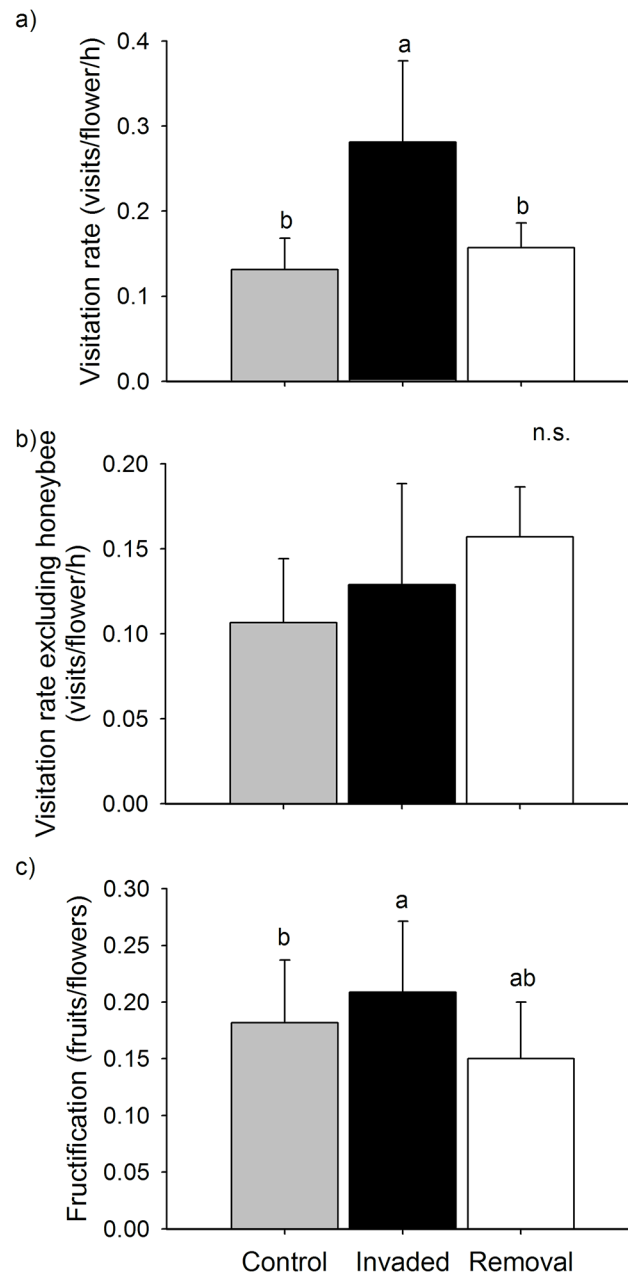 a)
Visitation rate (visits/flower/h)
0.4
0.3
0.2
0.1
0.0
b
a
b
b)
n.s.
Visitation rate excluding honeybee
(visits/flower/h)
0.20
0.15
0.10
0.05
0.00
c)
Fructification (fruits/flowers)
0.30
0.25
0.20
0.15
0.10
0.05
0.00
b
a
ab
Control Invaded Removal